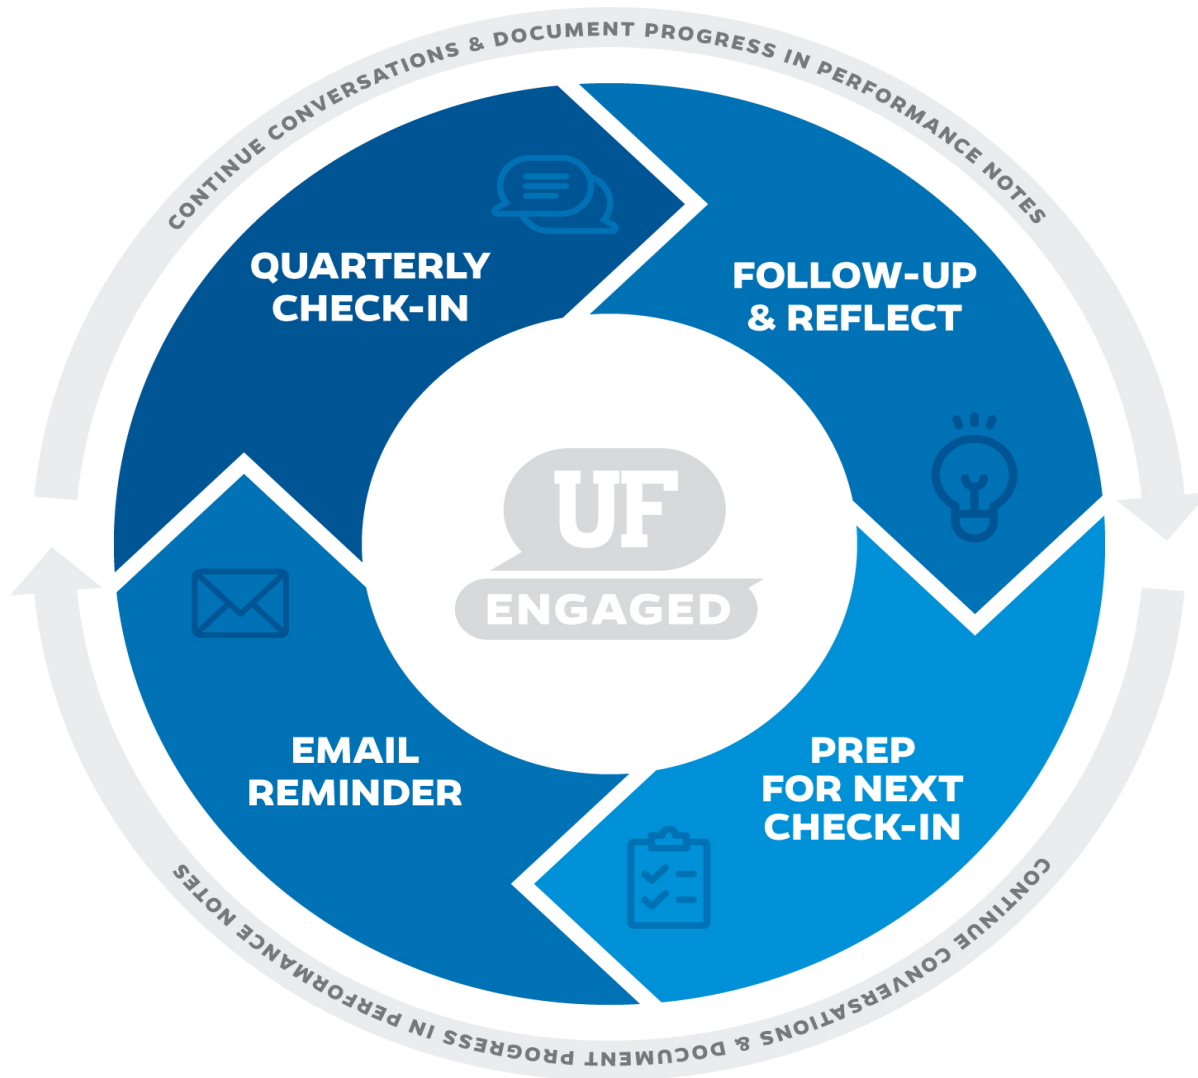 CONTINUE CONVERSATIONS & DOCUMENT PROGRESS IN PERFORMANCE NOTES
QUARTERLY
CHECK-IN
FOLLOW-UP
& REFLECT
UF
ENGAGED
EMAIL
REMINDER
PREP
FOR NEXT
CHECK-IN
CONTINUE CONVERSATIONS & DOCUMENT PROGRESS IN PERFORMANCE NOTES